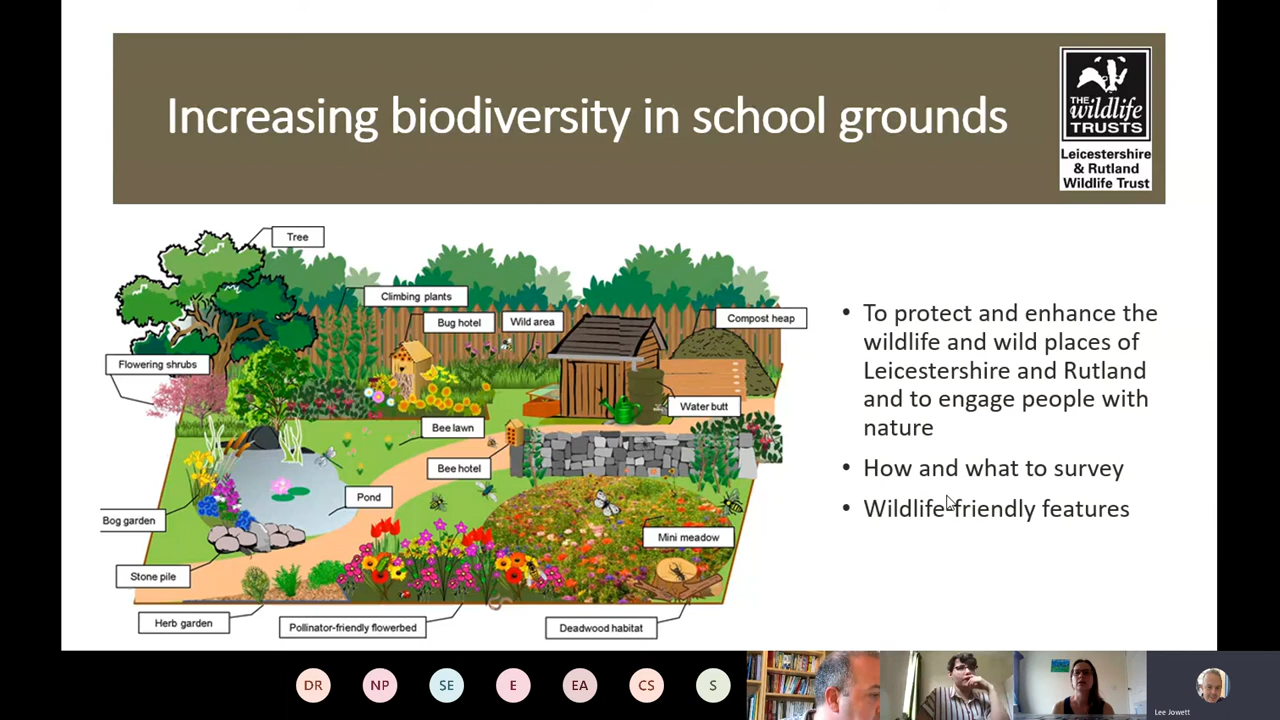 Increasing biodiversity in school grounds
THE
wildlife
TRUSTS
Leicestershire
& Rutland
Wildlife Trust
Tree
Climbing plants
Bug hotel
Wild area
Compost heap
Flowering shrubs
Water butt
Bee lawn
Bee hotel
Pond
Bog garden
Mini meadow
Stone pile
Herb garden
Pollinator-friendly flowerbed
Deadwood habitat
• To protect and enhance the
wildlife and wild places of
Leicestershire and Rutland
and to engage people with
nature
• How and what to survey
• Wildlife-friendly features
DR
NP
SE
E
EA
CS
S
Lee Jowett